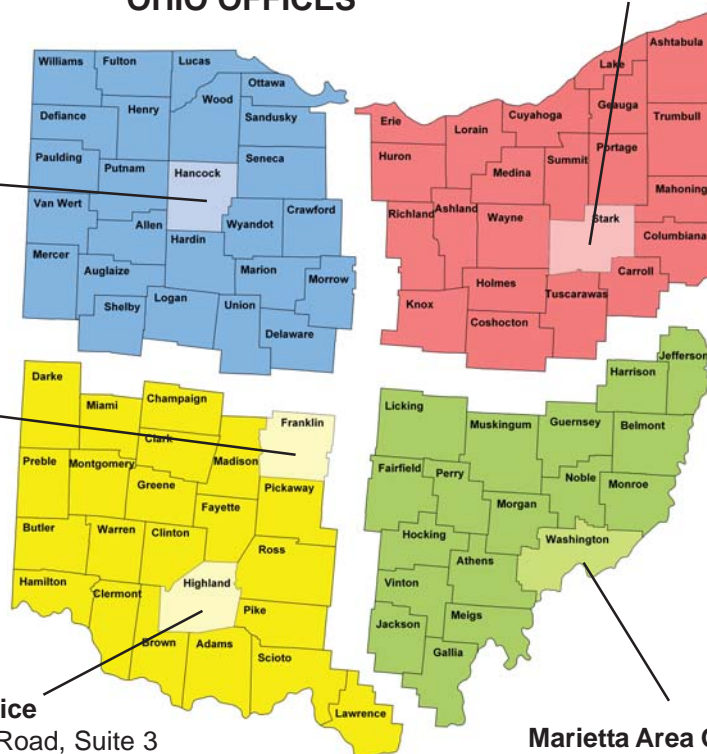 OHIO OFFICES
Williams
Fulton
Lucas
Ottawa
Wood
Henry
Defiance
Sandusky
Paulding
Putnam
Hancock
Seneca
Van Wert
Allen
Hardin
Wyandot
Crawford
Mercer
Auglaize
Marion
Morrow
Shelby
Logan
Union
Delaware
Ashtabula
Lake
Geauga
Cuyahoga
Trumbull
Erie
Lorain
Portage
Summit
Huron
Medina
Mahoning
Richland
Ashland
Wayne
Stark
Columbiana
Carroll
Holmes
Tuscarawas
Knox
Coshocton
Darke
Miami
Champaign
Clark
Franklin
Preble
Montgomery
Madison
Greene
Pickaway
Fayette
Butler
Warren
Clinton
Ross
Hamilton
Clermont
Highland
Pike
Brown
Adams
Scioto
Lawrence
Jefferson
Harrison
Licking
Muskingum
Guernsey
Belmont
Fairfield
Perry
Noble
Monroe
Morgan
Hocking
Washington
Athens
Vinton
Meigs
Jackson
Gallia
ice
Road, Suite 3
Marietta Area